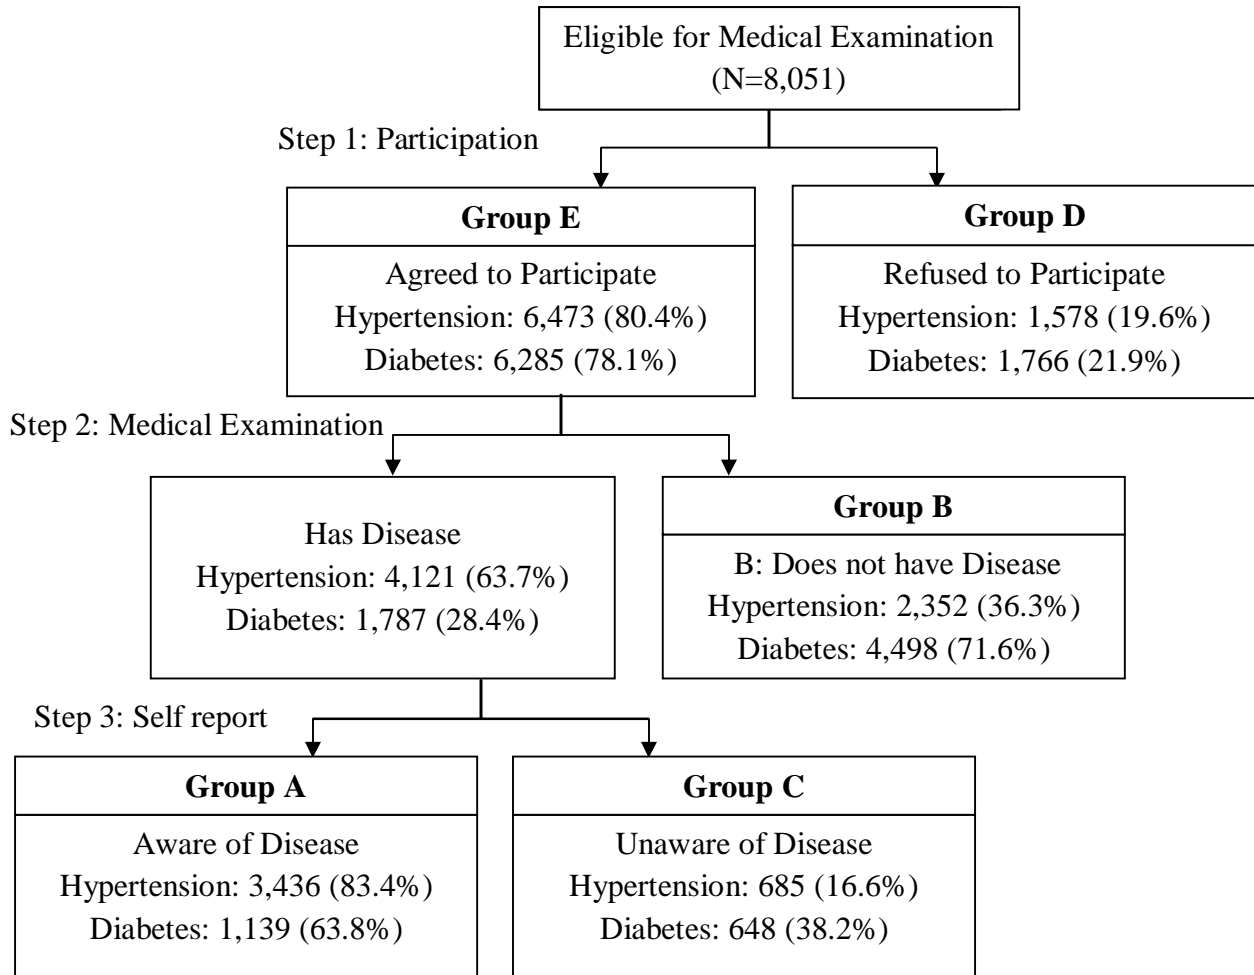 Eligible for Medical Examination
(N=8,051)
Step 1: Participation
Group E
Agreed to Participate
Hypertension: 6,473 (80.4%)
Diabetes: 6,285 (78.1%)
Group D
Refused to Participate
Hypertension: 1,578 (19.6%)
Diabetes: 1,766 (21.9%)
Step 2: Medical Examination
Has Disease
Hypertension: 4,121 (63.7%)
Diabetes: 1,787 (28.4%)
Group B
B: Does not have Disease
Hypertension: 2,352 (36.3%)
Diabetes: 4,498 (71.6%)
Step 3: Self report
Group A
Aware of Disease
Hypertension: 3,436 (83.4%)
Diabetes: 1,139 (63.8%)
Group C
Unaware of Disease
Hypertension: 685 (16.6%)
Diabetes: 648 (38.2%)